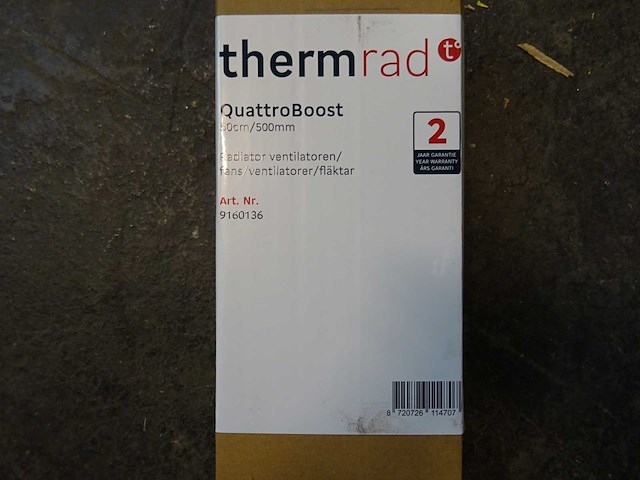 thermrad t°
QuattroBoost
50cm/500mm
Radiator ventilatoren/
fans/ventilatorer/fläktar
Art. Nr.
9160136
2
JAAR GARANTIE
YEAR WARRANTY
ÅRS GARANTI
8 720726 114707